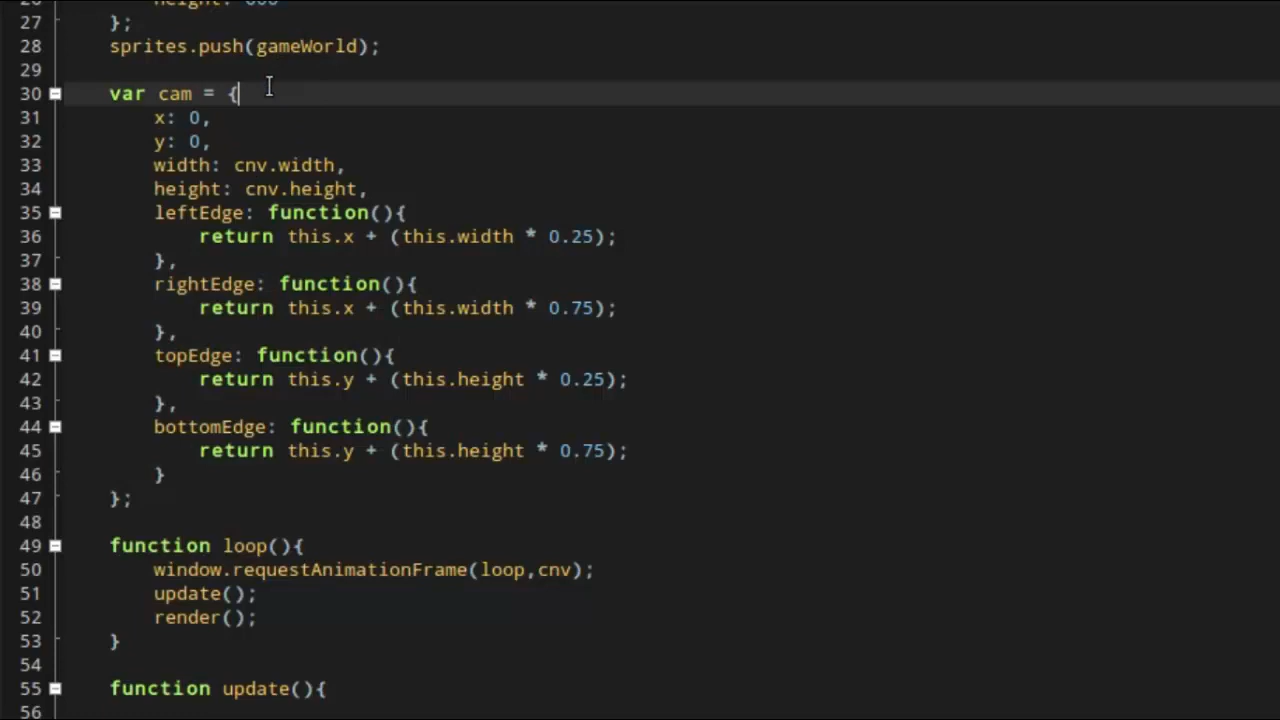 27 };
28 sprites.push(gameWorld);
29
30 var cam = {
31 x: 0,
32 y: 0,
33 width: cnv.width,
34 height: cnv.height,
35 leftEdge: function(){
36 return this.x + (this.width * 0.25);
37 },
38 rightEdge: function(){
39 return this.x + (this.width * 0.75);
40 },
41 topEdge: function(){
42 return this.y + (this.height * 0.25);
43 },
44 bottomEdge: function(){
45 return this.y + (this.height * 0.75);
46 }
47 };
48
49 function loop(){
50 window.requestAnimationFrame(loop,cnv);
51 update();
52 render();
53 }
54
55 function update(){
56